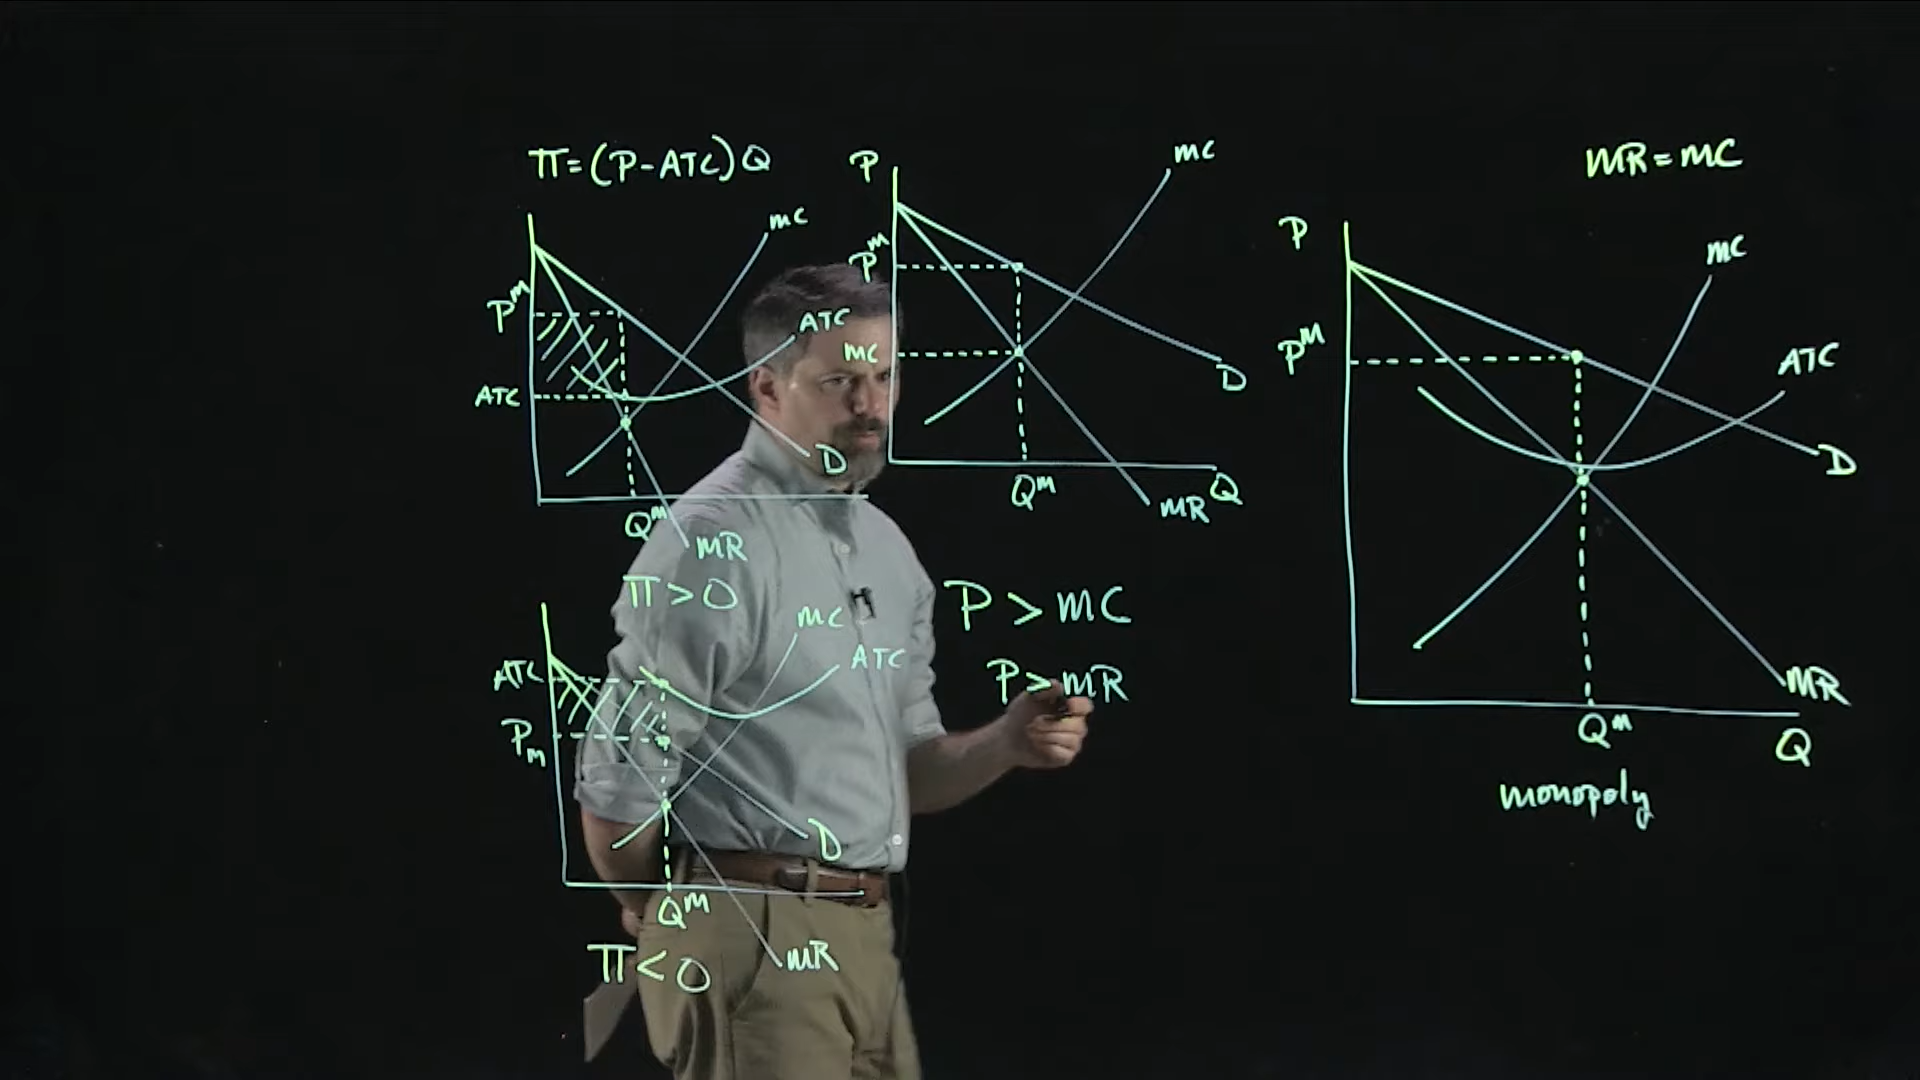 π=(P-ATC)Q
MC
P^M
ATC
ATC
D
Q^M
MR
π>0
MC
ATC
ATC
P_M
D
Q^M
MR
π<0
P
MC
P^M
MC
D
Q^M
Q
MR
P>MC
P>MR
MR=MC
P
MC
P^M
ATC
D
MR
Q^M
Q
monopoly